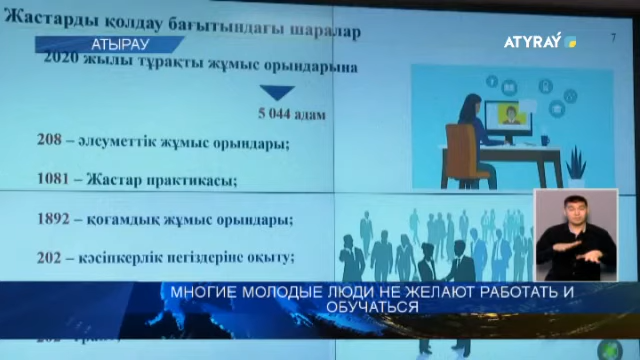 Жастарды қолдау бағытындағы шаралар
АТЫРАУ
ATYRAÝ
7
2020 жылы тұрақты жұмыс орындарына
5 044 адам
208 – әлеуметтік жұмыс орындары;
1081 – Жастар практикасы;
1892 – қоғамдық жұмыс орындары;
202 – кәсіпкерлік негіздеріне оқыту;
МНОГИЕ МОЛОДЫЕ ЛЮДИ НЕ ЖЕЛАЮТ РАБОТАТЬ И
ОБУЧАТЬСЯ